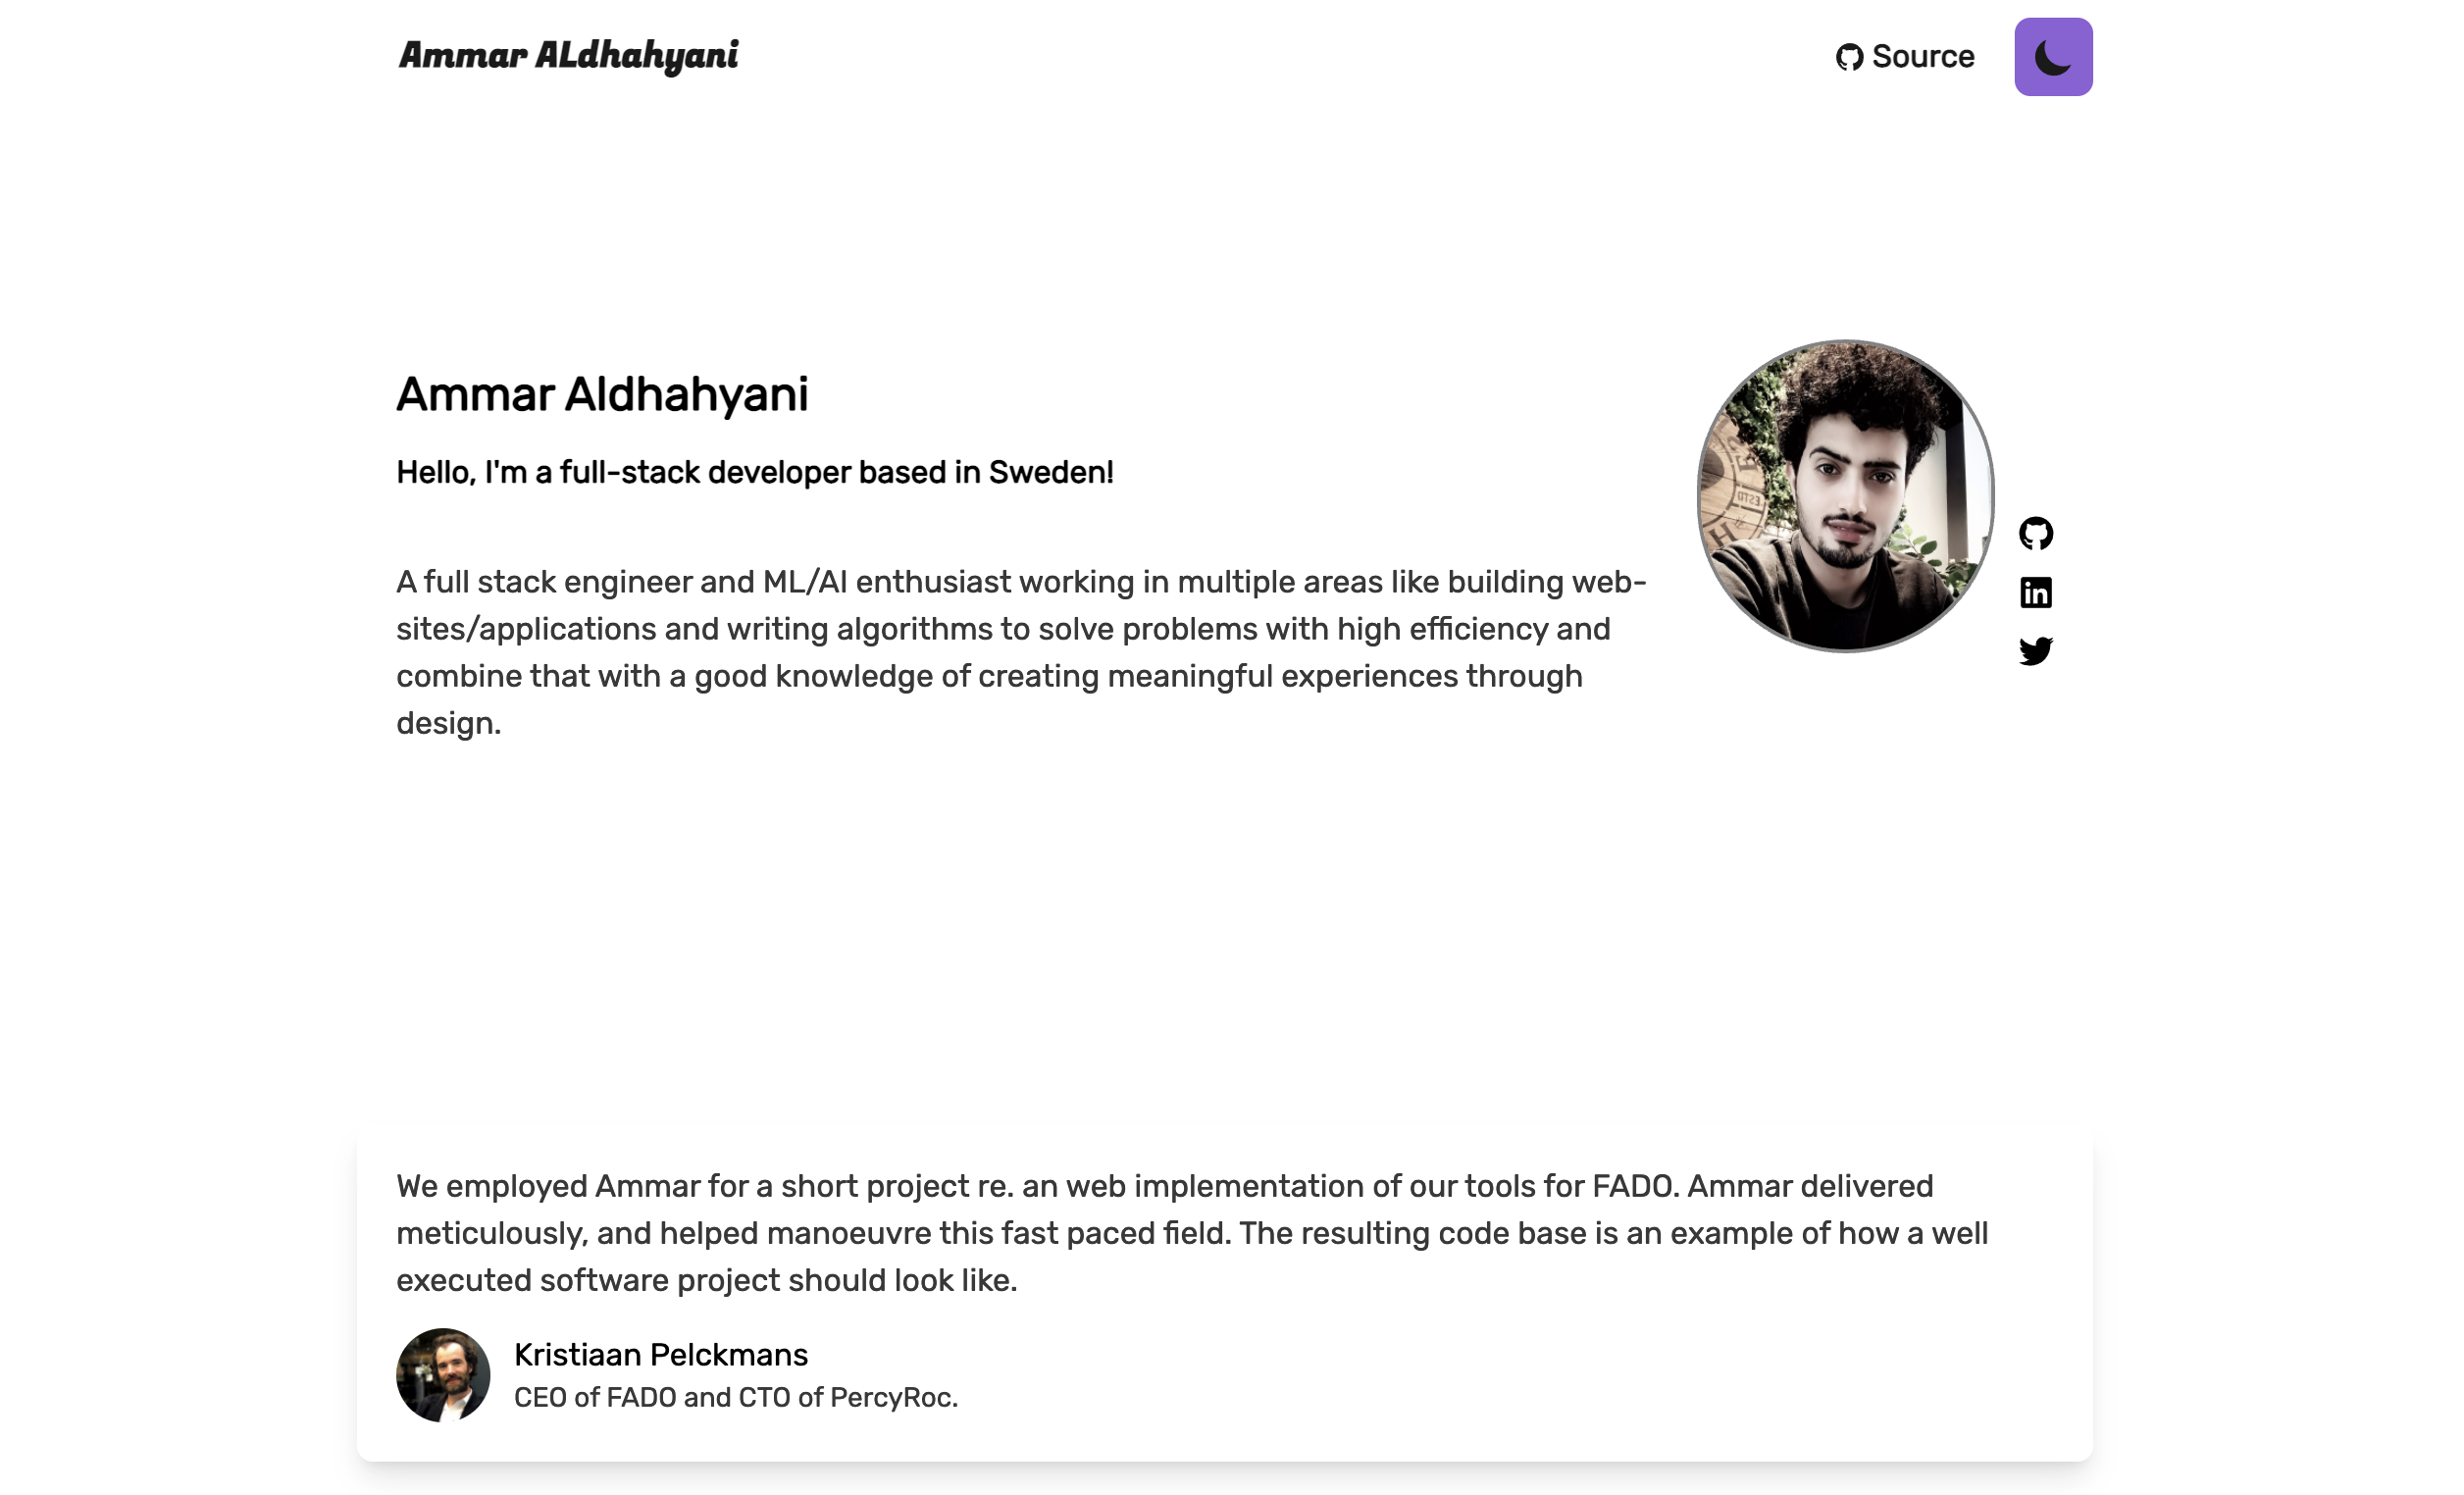 Ammar ALdhahyani
Source
Ammar Aldhahyani
Hello, I'm a full-stack developer based in Sweden!
A full stack engineer and ML/AI enthusiast working in multiple areas like building web-
sites/applications and writing algorithms to solve problems with high efficiency and
combine that with a good knowledge of creating meaningful experiences through
design.
in
We employed Ammar for a short project re. an web implementation of our tools for FADO. Ammar delivered
meticulously, and helped manoeuvre this fast paced field. The resulting code base is an example of how a well
executed software project should look like.
Kristiaan Pelckmans
CEO of FADO and CTO of PercyRoc.